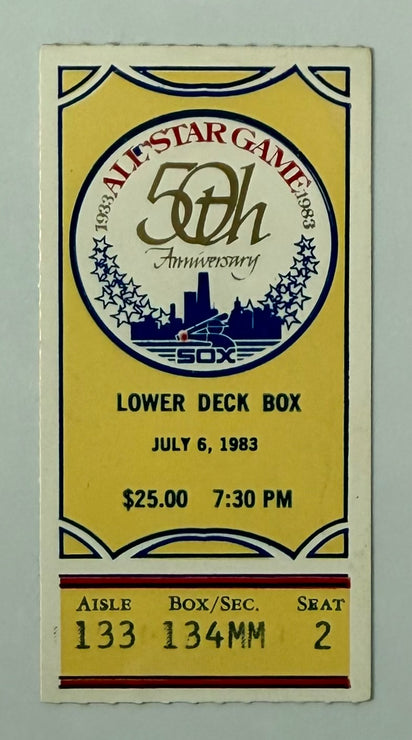 1933 ALL-STAR GAME 1983
50th
Anniversary
SOX
LOWER DECK BOX
JULY 6, 1983
$25.00 7:30 PM
AISLE BOX/SEC. SEAT
133 134MM 2